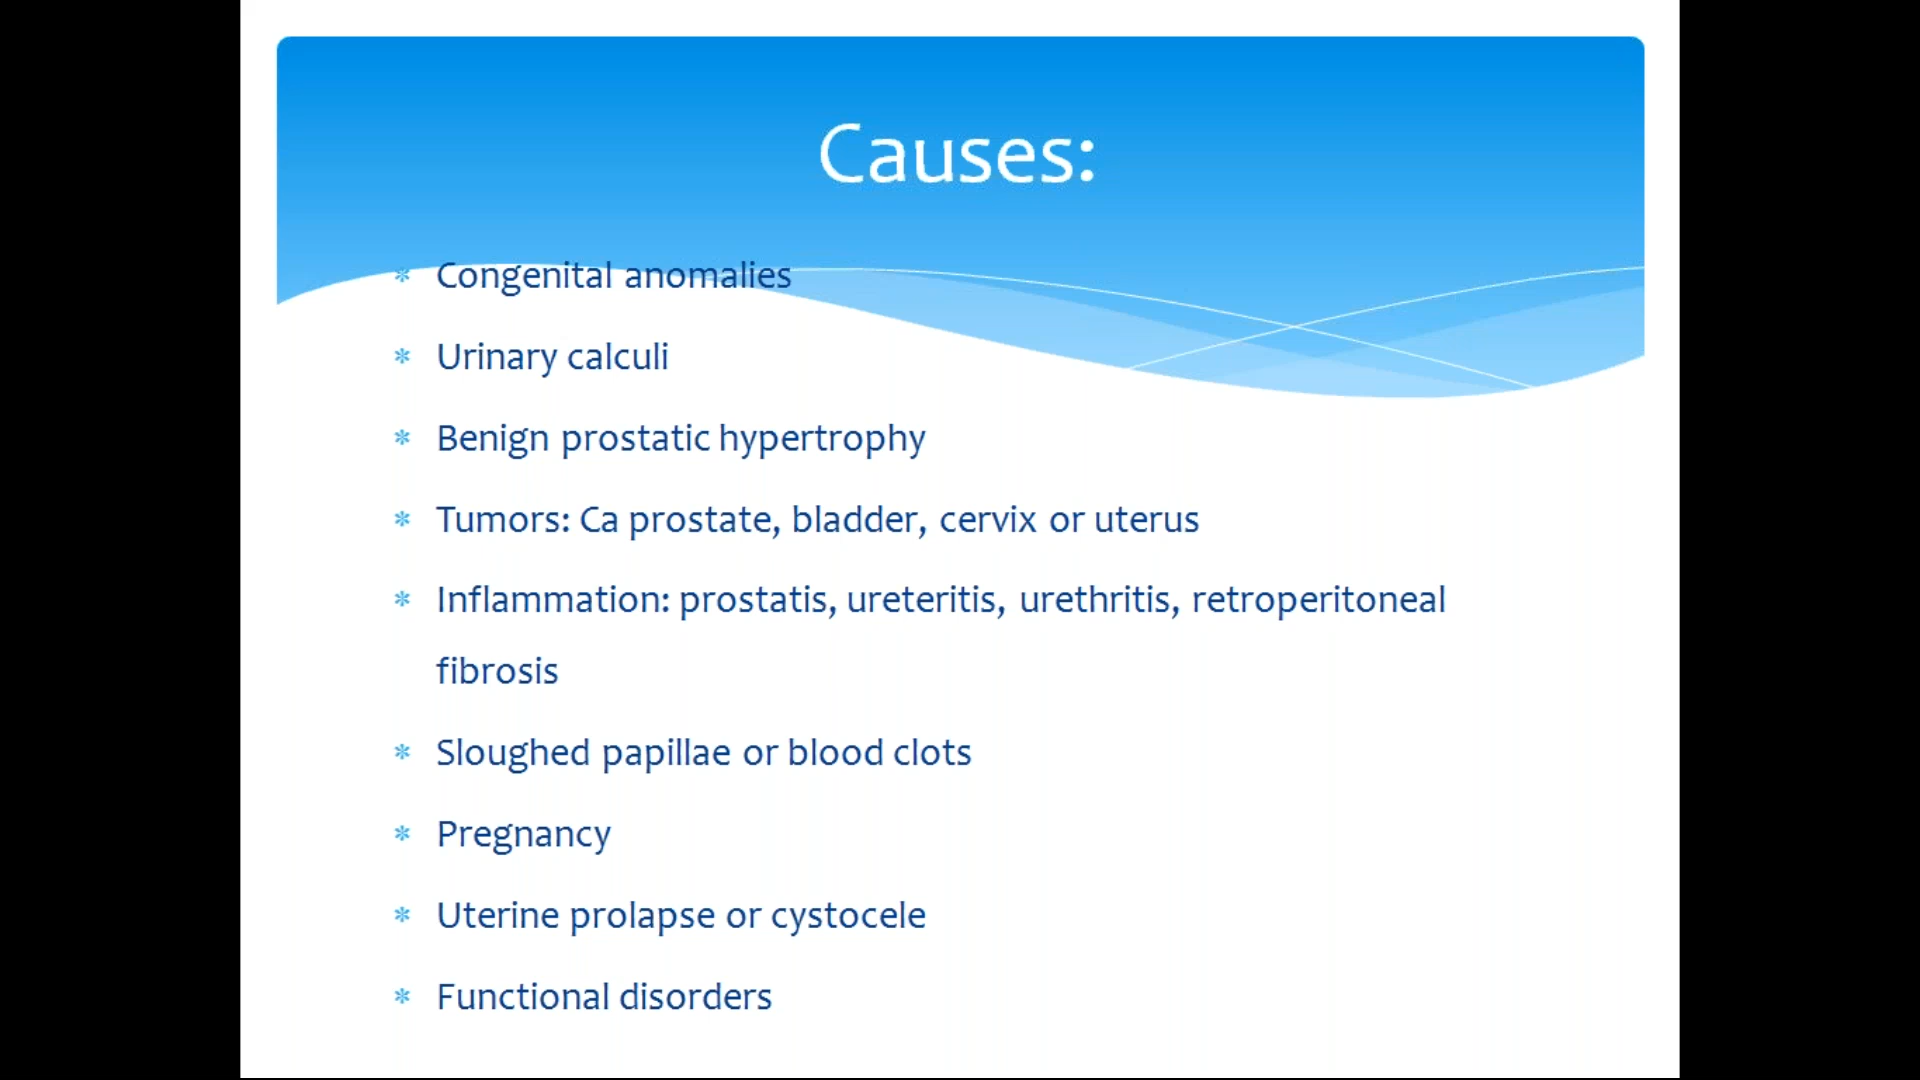 Causes:
* Congenital anomalies
* Urinary calculi
* Benign prostatic hypertrophy
* Tumors: Ca prostate, bladder, cervix or uterus
* Inflammation: prostatis, ureteritis, urethritis, retroperitoneal
fibrosis
* Sloughed papillae or blood clots
* Pregnancy
* Uterine prolapse or cystocele
* Functional disorders